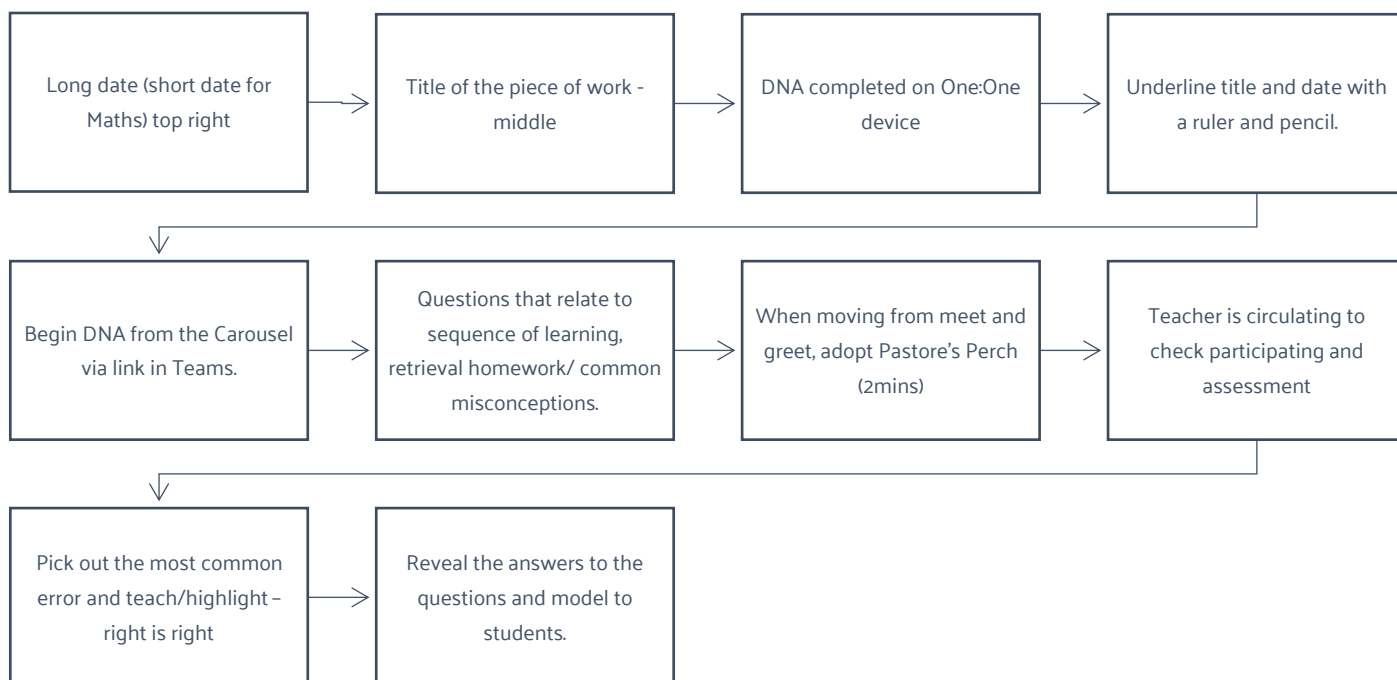 Long date (short date for
Maths) top right
Title of the piece of work -
middle
DNA completed on One:One
device
Underline title and date with
a ruler and pencil.
Begin DNA from the Carousel
via link in Teams.
Questions that relate to
sequence of learning,
retrieval homework/ common
misconceptions.
When moving from meet and
greet, adopt Pastore's Perch
(2mins)
Teacher is circulating to
check participating and
assessment
Pick out the most common
error and teach/highlight –
right is right
Reveal the answers to the
questions and model to
students.